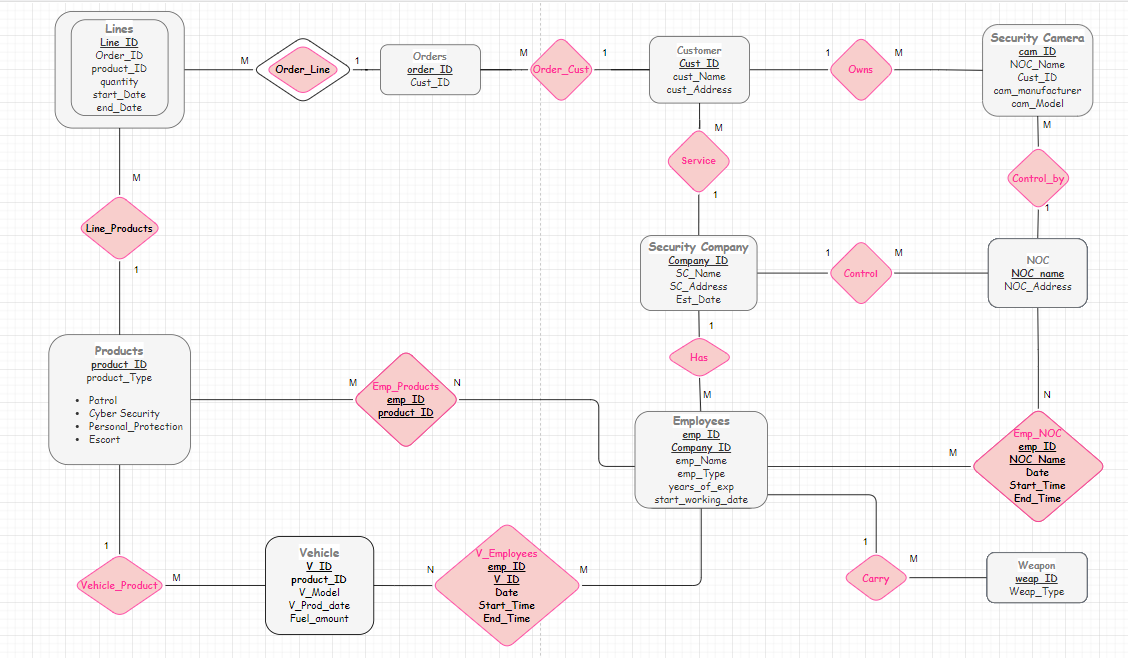 Lines
Line_ID
Order_ID
product_ID
quantity
start_Date
end_Date
M
Order_Line
1
Orders
order_ID
Cust_ID
M
Order_Cust
1
Customer
Cust_ID
cust_Name
cust_Address
1
Owns
M
Security Camera
cam_ID
NOC_Name
Cust_ID
cam_manufacturer
cam_Model
M
Service
1
M
Control_by
1
M
Line_Products
1
Security Company
Company_ID
SC_Name
SC_Address
Est_Date
1
Control
M
NOC
NOC_name
NOC_Address
1
Has
M
Products
product_ID
product_Type
• Patrol
• Cyber Security
• Personal_Protection
• Escort
M
Emp_Products
emp_ID
product_ID
N
Employees
emp_ID
Company_ID
emp_Name
emp_Type
years_of_exp
start_working_date
M
N
Emp_NOC
emp_ID
NOC_Name
Date
Start_Time
End_Time
1
Vehicle_Product
M
Vehicle
V_ID
product_ID
V_Model
V_Prod_date
Fuel_amount
N
V_Employees
emp_ID
V_ID
Date
Start_Time
End_Time
M
1
Carry
M
Weapon
weap_ID
Weap_Type